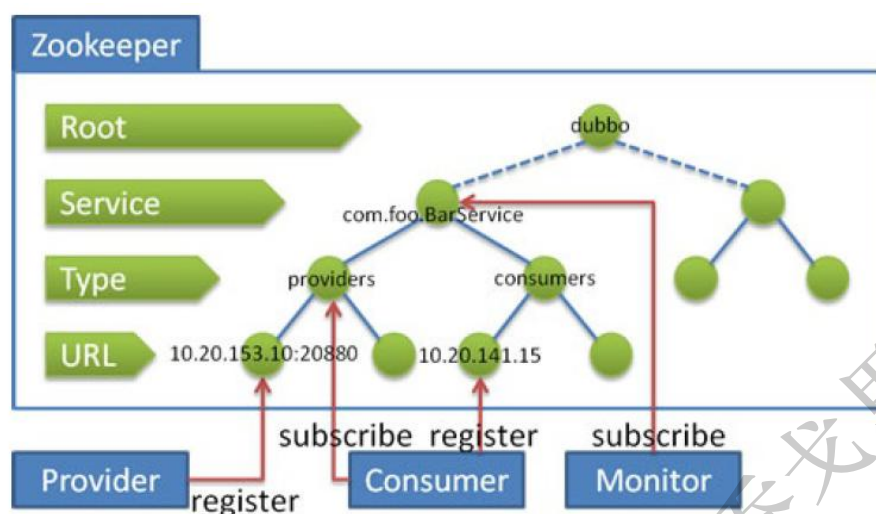 Zookeeper
Root
dubbo
Service
com.foo.BarService
Type
providers
consumers
URL
10.20.153.10:20880
10.20.141.15
subscribe
register
subscribe
Provider
register
Consumer
Monitor